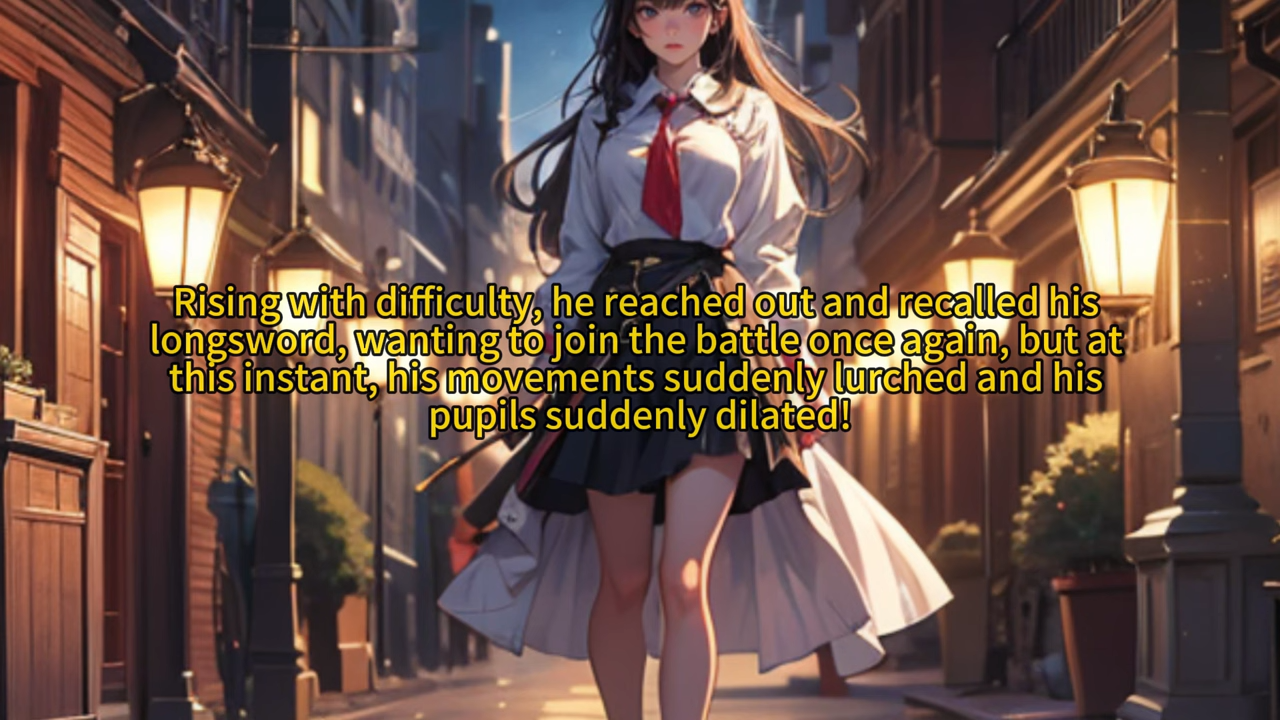 Rising with difficulty, he reached out and recalled his
longsword, wanting to join the battle once again, but at
this instant, his movements suddenly lurched and his
pupils suddenly dilated!